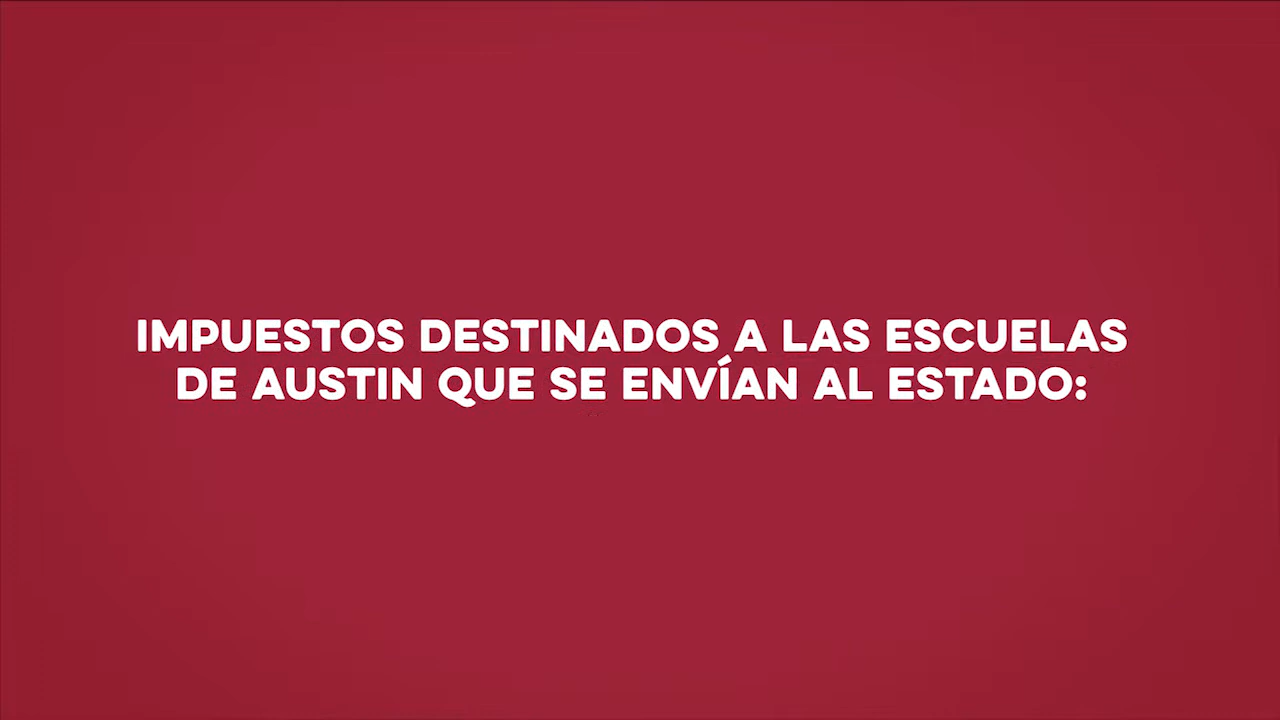 IMPUESTOS DESTINADOS A LAS ESCUELAS
DE AUSTIN QUE SE ENVÍAN AL ESTADO: